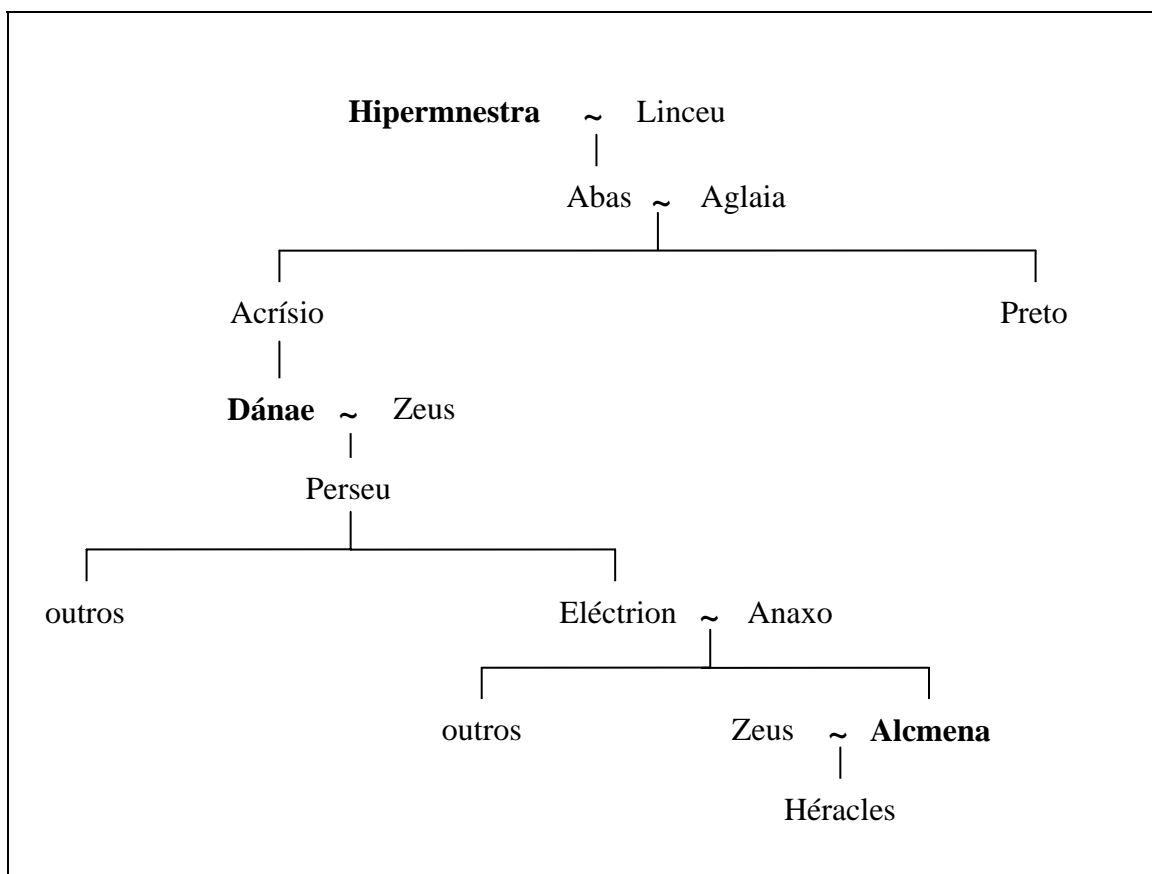 Hipermnestra ~ Linceu
Abas ~ Aglaia
Acrísio Preto
Dánae ~ Zeus
Perseu
outros Eléctrion ~ Anaxo
outros Zeus ~ Alcmena
Héracles